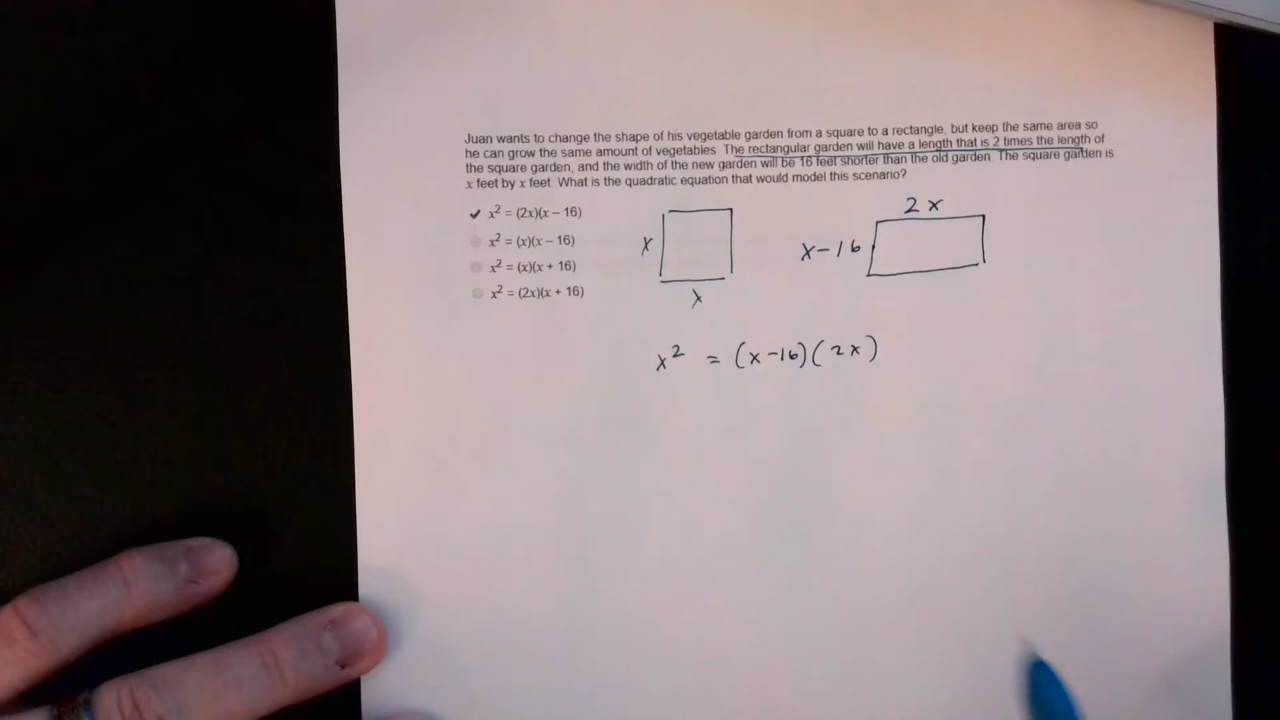 Juan wants to change the shape of his vegetable garden from a square to a rectangle, but keep the same area so
he can grow the same amount of vegetables. The rectangular garden will have a length that is 2 times the length of
the square garden, and the width of the new garden will be 16 feet shorter than the old garden. The square garden is
x feet by x feet. What is the quadratic equation that would model this scenario?
x² = (2x)(x – 16)
x² = (x)(x – 16)
x² = (x)(x + 16)
x² = (2x)(x + 16)
x
x
2x
x-16
x² = (x-16)(2x)